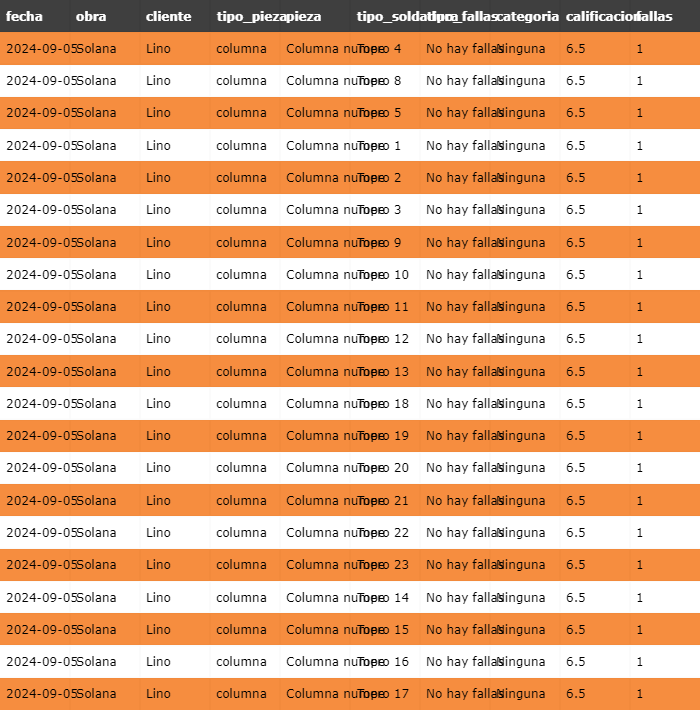 fecha obra cliente tipo_pieza pieza tipo_soldadura tipo_fallas categoria calificacion fallas
2024-09-05 Solana Lino columna Columna numero 4 Tope No hay fallas Ninguna 6.5 1
2024-09-05 Solana Lino columna Columna numero 8 Tope No hay fallas Ninguna 6.5 1
2024-09-05 Solana Lino columna Columna numero 5 Tope No hay fallas Ninguna 6.5 1
2024-09-05 Solana Lino columna Columna numero 1 Tope No hay fallas Ninguna 6.5 1
2024-09-05 Solana Lino columna Columna numero 2 Tope No hay fallas Ninguna 6.5 1
2024-09-05 Solana Lino columna Columna numero 3 Tope No hay fallas Ninguna 6.5 1
2024-09-05 Solana Lino columna Columna numero 9 Tope No hay fallas Ninguna 6.5 1
2024-09-05 Solana Lino columna Columna numero 10 Tope No hay fallas Ninguna 6.5 1
2024-09-05 Solana Lino columna Columna numero 11 Tope No hay fallas Ninguna 6.5 1
2024-09-05 Solana Lino columna Columna numero 12 Tope No hay fallas Ninguna 6.5 1
2024-09-05 Solana Lino columna Columna numero 13 Tope No hay fallas Ninguna 6.5 1
2024-09-05 Solana Lino columna Columna numero 18 Tope No hay fallas Ninguna 6.5 1
2024-09-05 Solana Lino columna Columna numero 19 Tope No hay fallas Ninguna 6.5 1
2024-09-05 Solana Lino columna Columna numero 20 Tope No hay fallas Ninguna 6.5 1
2024-09-05 Solana Lino columna Columna numero 21 Tope No hay fallas Ninguna 6.5 1
2024-09-05 Solana Lino columna Columna numero 22 Tope No hay fallas Ninguna 6.5 1
2024-09-05 Solana Lino columna Columna numero 23 Tope No hay fallas Ninguna 6.5 1
2024-09-05 Solana Lino columna Columna numero 14 Tope No hay fallas Ninguna 6.5 1
2024-09-05 Solana Lino columna Columna numero 15 Tope No hay fallas Ninguna 6.5 1
2024-09-05 Solana Lino columna Columna numero 16 Tope No hay fallas Ninguna 6.5 1
2024-09-05 Solana Lino columna Columna numero 17 Tope No hay fallas Ninguna 6.5 1